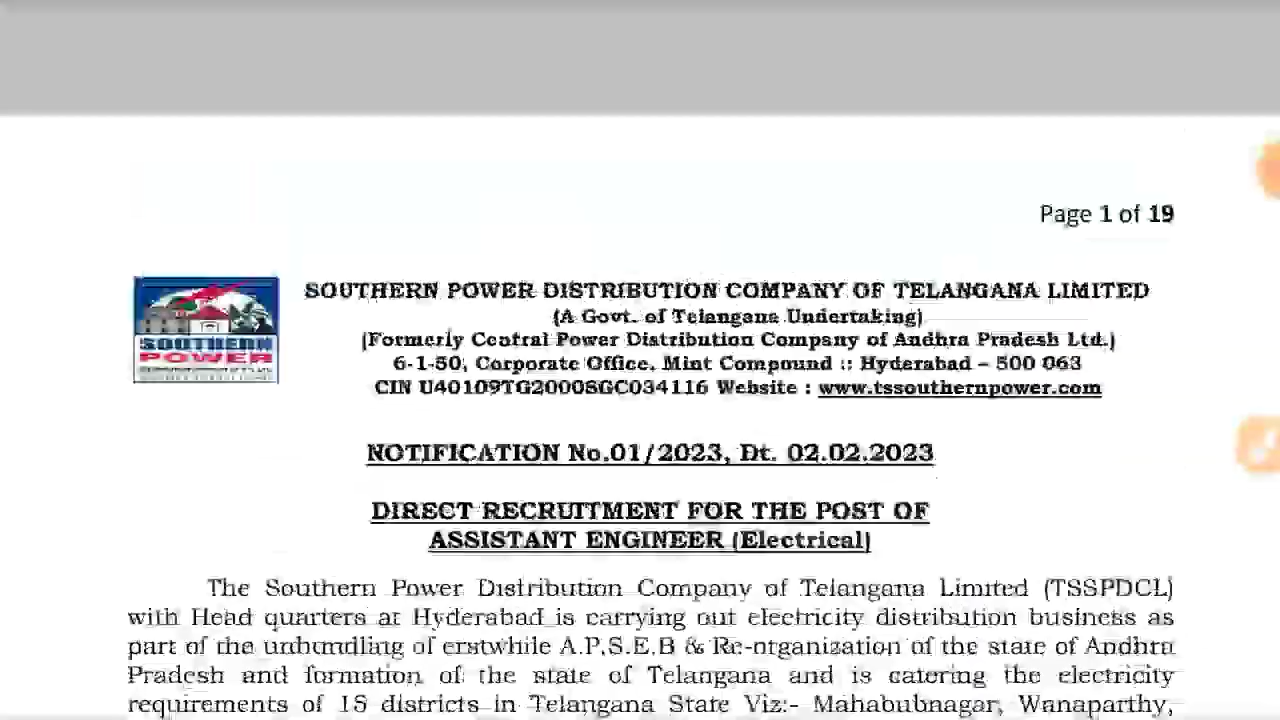 Page 1 of 19
SOUTHERN POWER DISTRIBUTION COMPANY OF TELANGANA LIMITED
(A Govt. of Telangana Undertaking)
(Formerly Central Power Distribution Company of Andhra Pradesh Ltd.)
6-1-50, Corporate Office, Mint Compound :: Hyderabad – 500 063
CIN U40109TG2000SGC034116 Website : www.tssouthernpower.com
SOUTHERN
POWER
NOTIFICATION No.01/2023, Dt. 02.02.2023
DIRECT RECRUITMENT FOR THE POST OF
ASSISTANT ENGINEER (Electrical)
The Southern Power Distribution Company of Telangana Limited (TSSPDCL)
with Head quarters at Hyderabad is carrying out electricity distribution business as
part of the unbundling of erstwhile A.P.S.E.B & Re-organization of the state of Andhra
Pradesh and formation of the state of Telangana and is catering the electricity
requirements of 15 districts in Telangana State Viz:- Mahabubnagar, Wanaparthy,